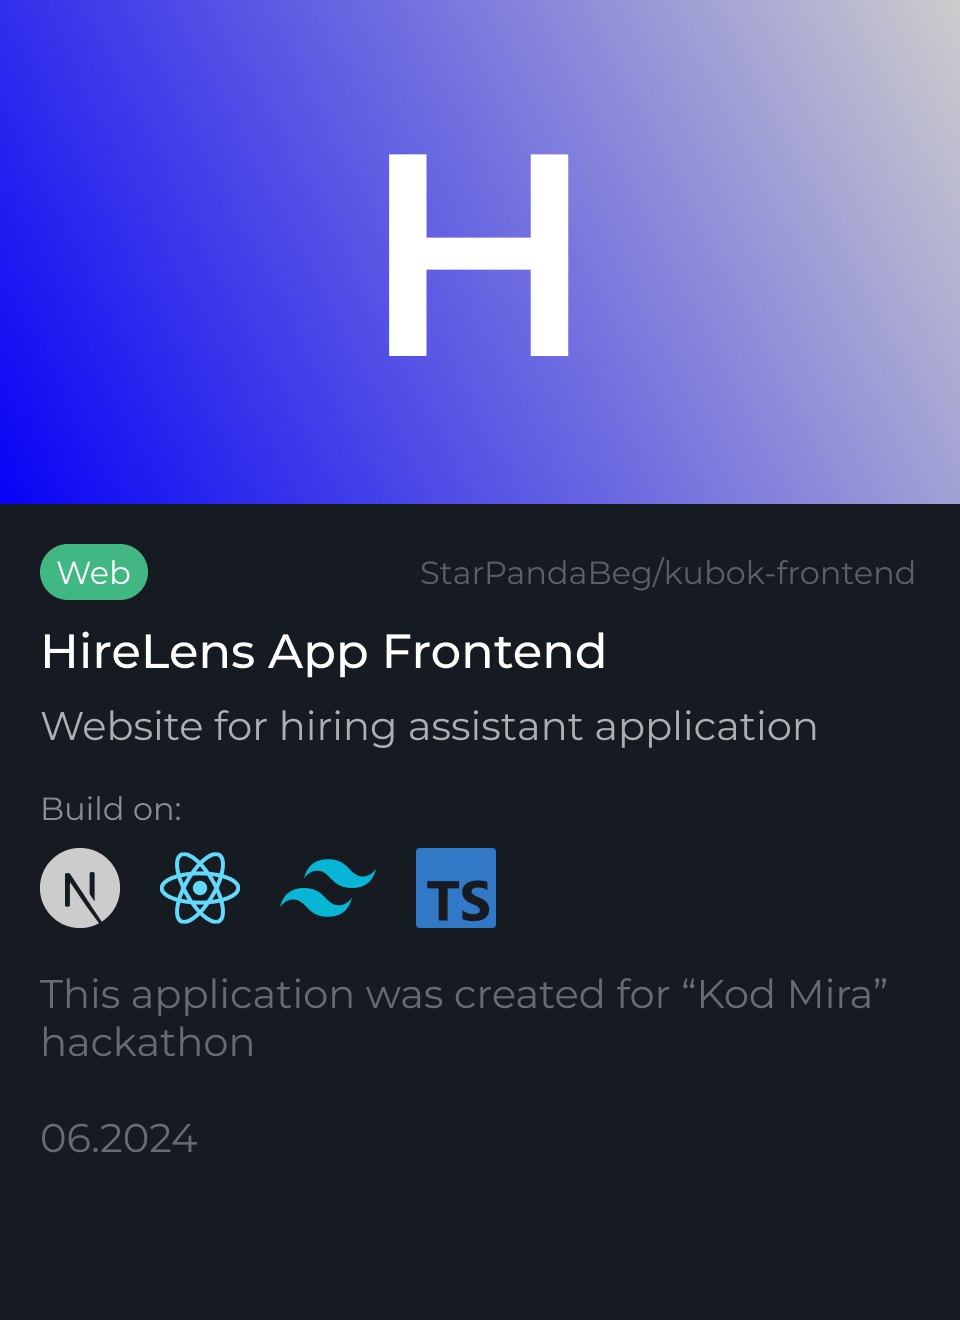 H
Web
StarPandaBeg/kubok-frontend
HireLens App Frontend
Website for hiring assistant application
Build on:
N
TS
This application was created for “Kod Mira”
hackathon
06.2024